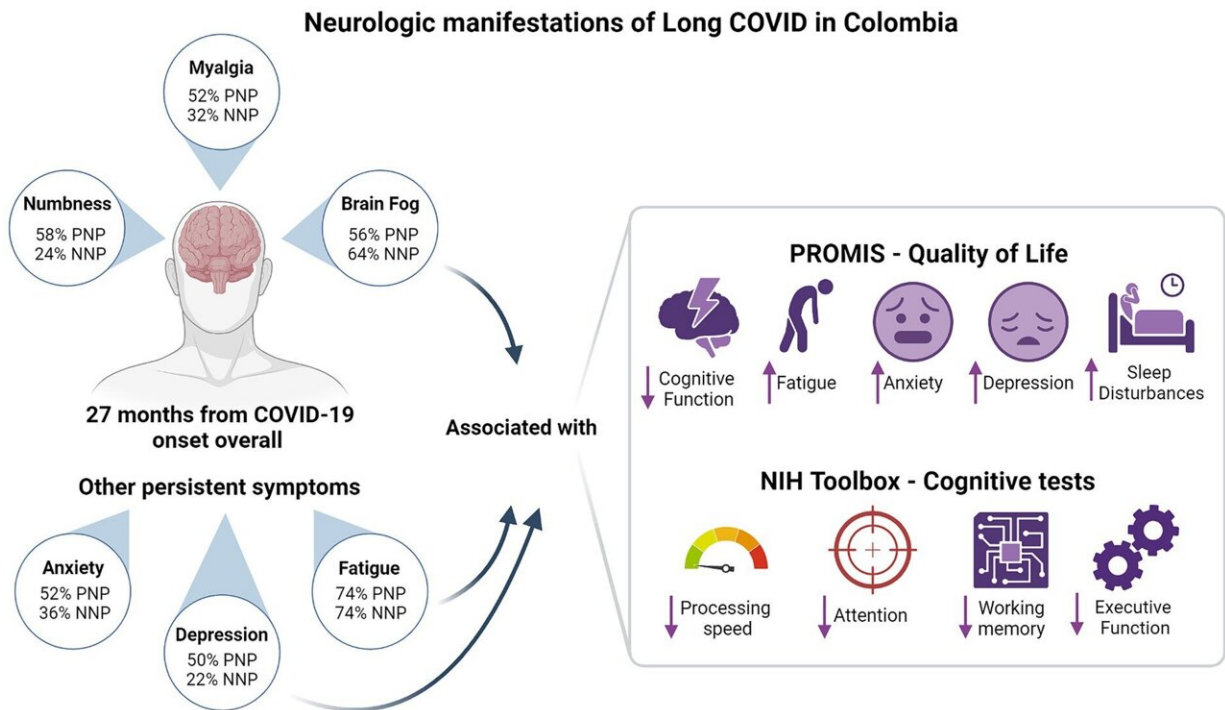 Neurologic manifestations of Long COVID in Colombia
Myalgia
52% PNP
32% NNP
Numbness
58% PNP
24% NNP
Brain Fog
56% PNP
64% NNP
27 months from COVID-19
onset overall
Other persistent symptoms
Anxiety
52% PNP
36% NNP
Depression
50% PNP
22% NNP
Fatigue
74% PNP
74% NNP
Associated with
PROMIS - Quality of Life
Cognitive
Function
Fatigue
Anxiety
Depression
Sleep
Disturbances
NIH Toolbox - Cognitive tests
Processing
speed
Attention
Working
memory
Executive
Function